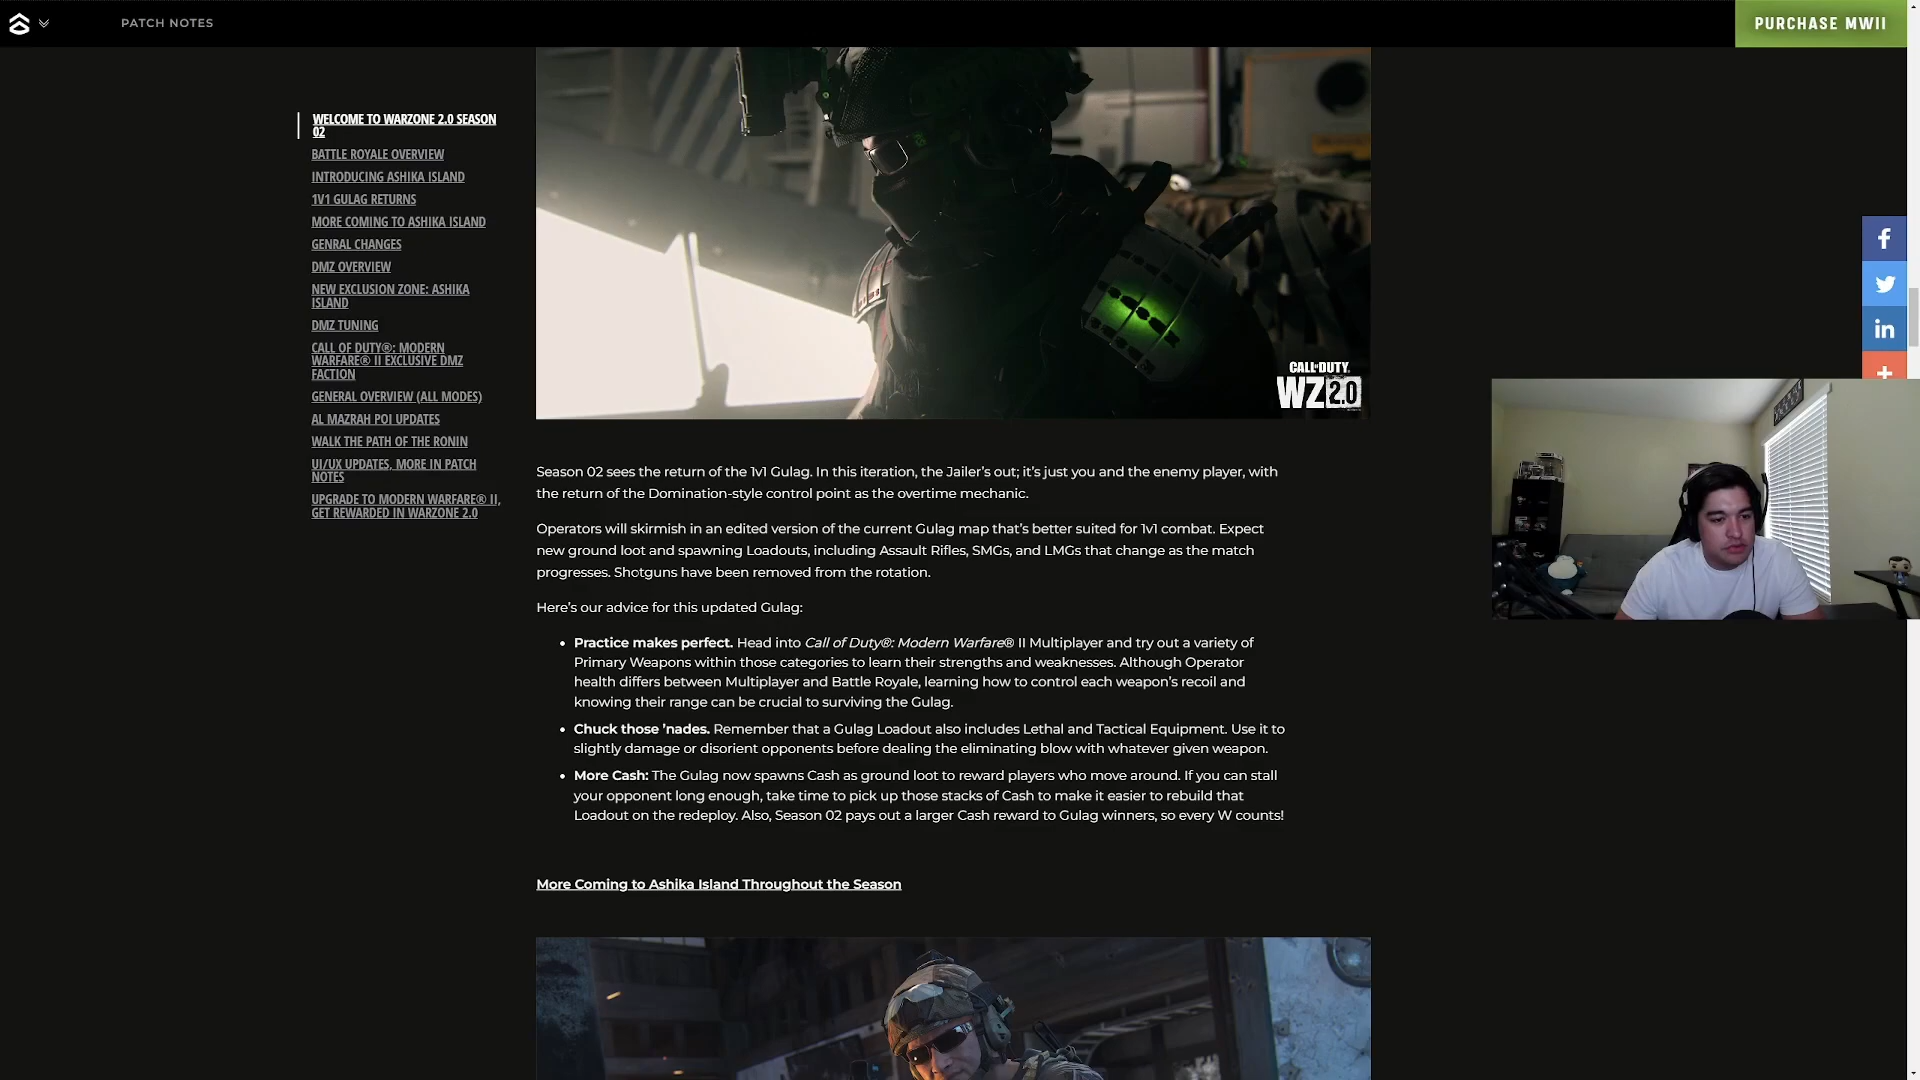 PATCH NOTES
PURCHASE MWII
WELCOME TO WARZONE 2.0 SEASON
02
BATTLE ROYALE OVERVIEW
INTRODUCING ASHIKA ISLAND
1V1 GULAG RETURNS
MORE COMING TO ASHIKA ISLAND
GENRAL CHANGES
DMZ OVERVIEW
NEW EXCLUSION ZONE: ASHIKA
ISLAND
DMZ TUNING
CALL OF DUTY®: MODERN
WARFARE® II EXCLUSIVE DMZ
FACTION
GENERAL OVERVIEW (ALL MODES)
AL MAZRAH POI UPDATES
WALK THE PATH OF THE RONIN
UI/UX UPDATES, MORE IN PATCH
NOTES
UPGRADE TO MODERN WARFARE® II,
GET REWARDED IN WARZONE 2.0
CALL OF DUTY
WZ 2.0
Season 02 sees the return of the 1v1 Gulag. In this iteration, the Jailer's out; it's just you and the enemy player, with
the return of the Domination-style control point as the overtime mechanic.
Operators will skirmish in an edited version of the current Gulag map that's better suited for 1v1 combat. Expect
new ground loot and spawning Loadouts, including Assault Rifles, SMGs, and LMGs that change as the match
progresses. Shotguns have been removed from the rotation.
Here's our advice for this updated Gulag:
• Practice makes perfect. Head into Call of Duty®: Modern Warfare® II Multiplayer and try out a variety of
Primary Weapons within those categories to learn their strengths and weaknesses. Although Operator
health differs between Multiplayer and Battle Royale, learning how to control each weapon's recoil and
knowing their range can be crucial to surviving the Gulag.
• Chuck those 'nades. Remember that a Gulag Loadout also includes Lethal and Tactical Equipment. Use it to
slightly damage or disorient opponents before dealing the eliminating blow with whatever given weapon.
• More Cash: The Gulag now spawns Cash as ground loot to reward players who move around. If you can stall
your opponent long enough, take time to pick up those stacks of Cash to make it easier to rebuild that
Loadout on the redeploy. Also, Season 02 pays out a larger Cash reward to Gulag winners, so every W counts!
More Coming to Ashika Island Throughout the Season